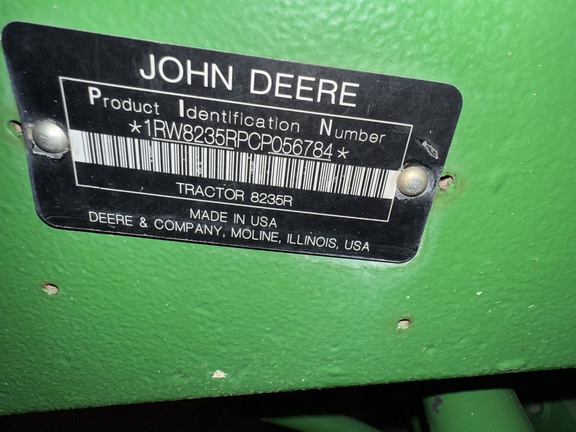 JOHN DEERE
Product Identification Number
*1RW8235RPCP056784*
TRACTOR 8235R
MADE IN USA
DEERE & COMPANY, MOLINE, ILLINOIS, USA